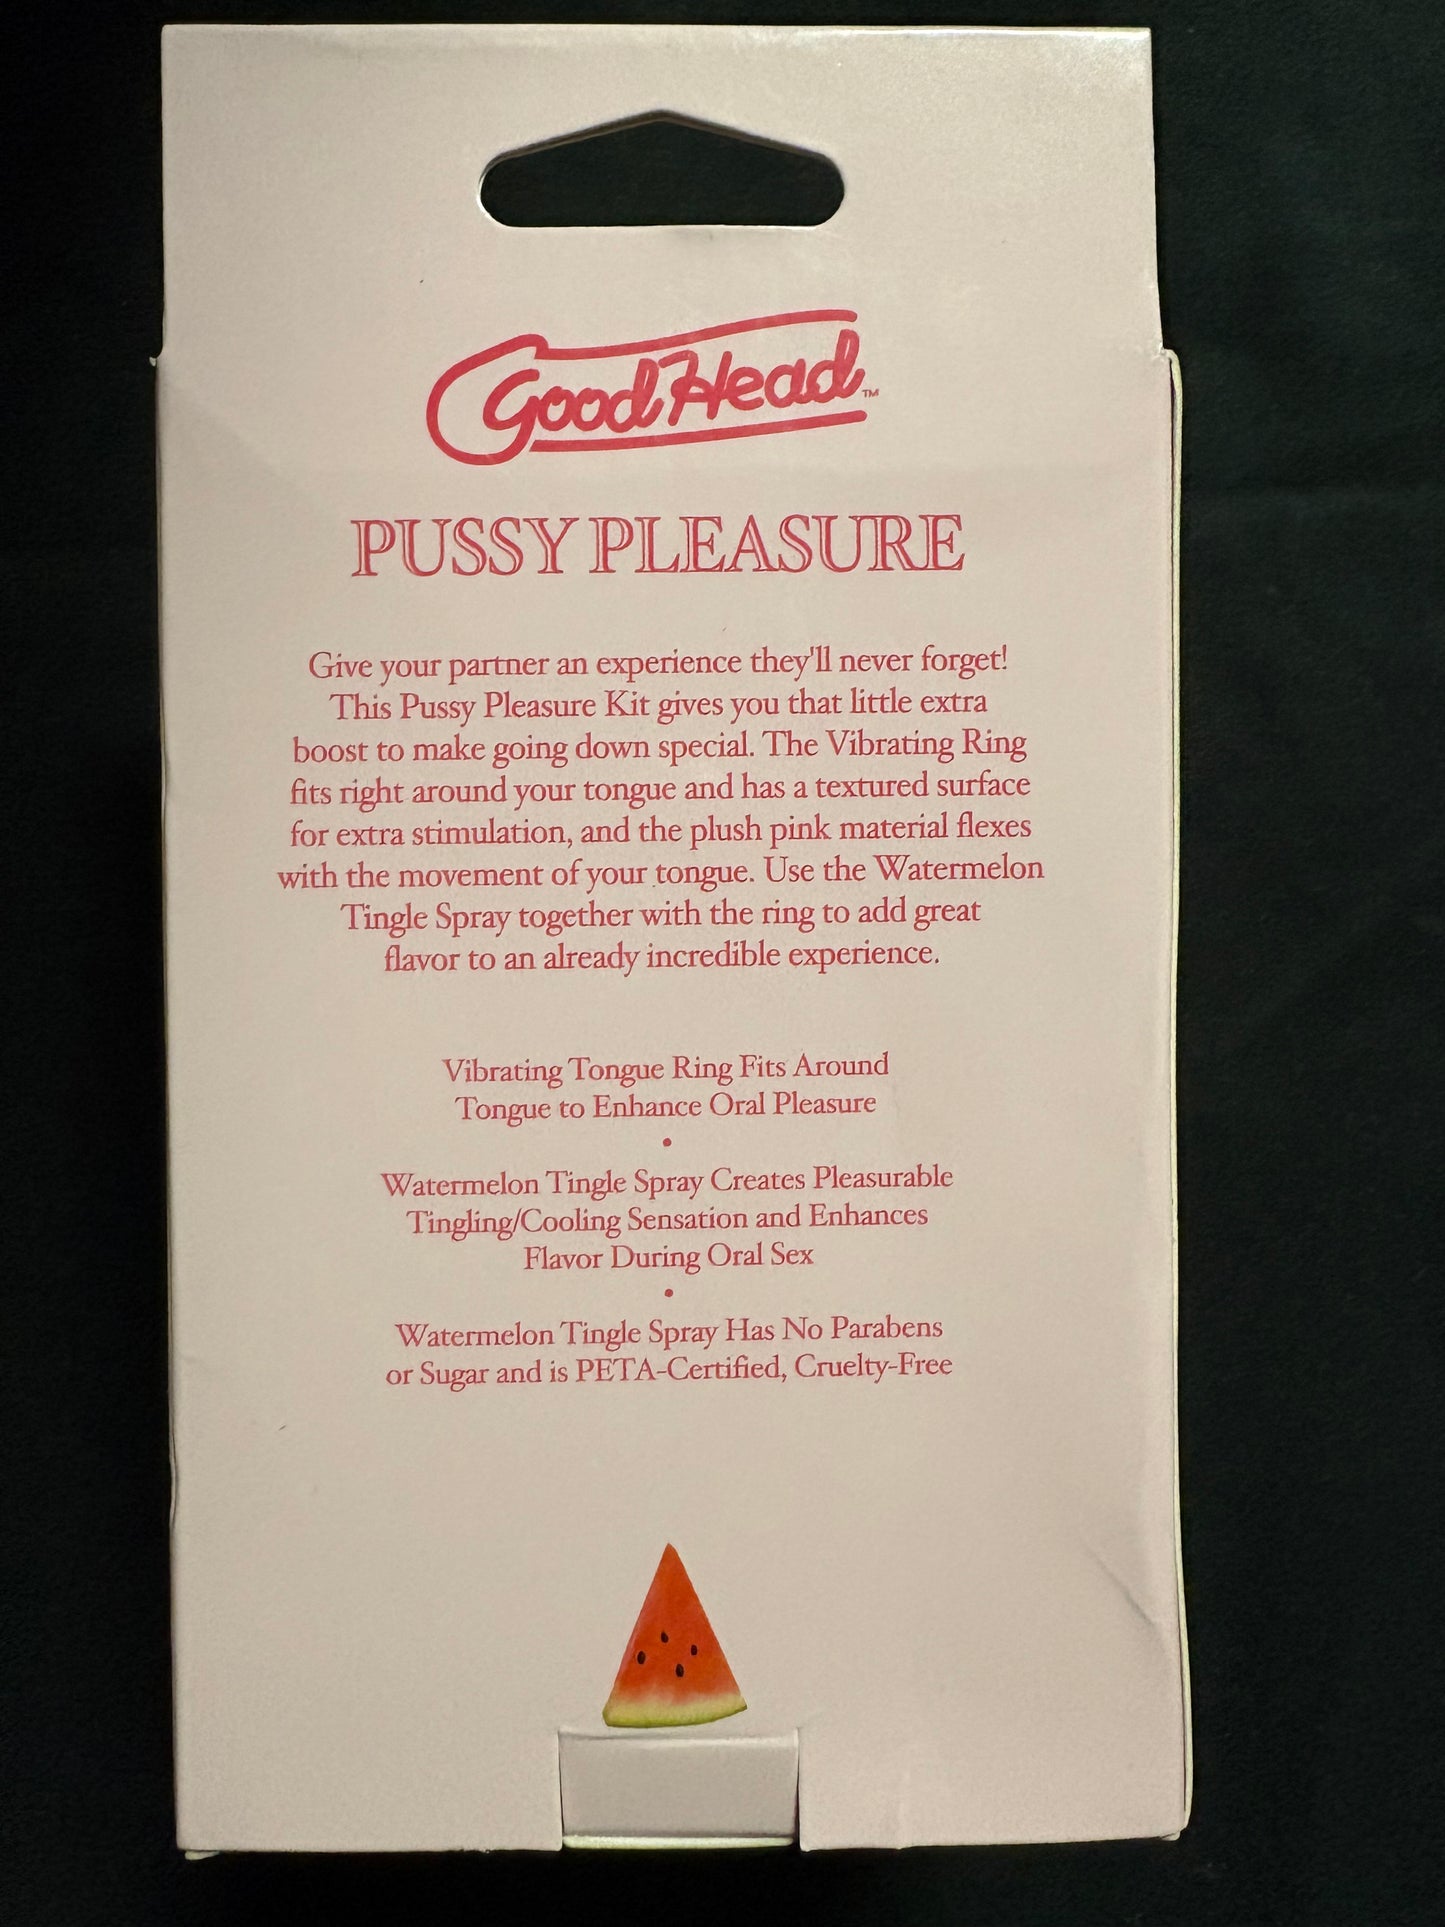 GoodHead™
PUSSY PLEASURE
Give your partner an experience they'll never forget!
This Pussy Pleasure Kit gives you that little extra
boost to make going down special. The Vibrating Ring
fits right around your tongue and has a textured surface
for extra stimulation, and the plush pink material flexes
with the movement of your tongue. Use the Watermelon
Tingle Spray together with the ring to add great
flavor to an already incredible experience.
Vibrating Tongue Ring Fits Around
Tongue to Enhance Oral Pleasure
•
Watermelon Tingle Spray Creates Pleasurable
Tingling/Cooling Sensation and Enhances
Flavor During Oral Sex
•
Watermelon Tingle Spray Has No Parabens
or Sugar and is PETA-Certified, Cruelty-Free